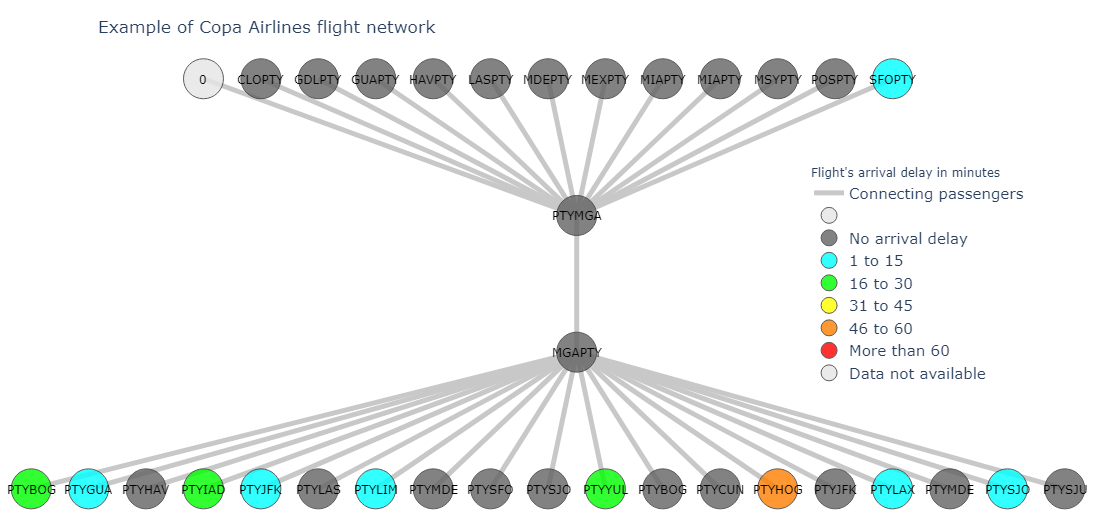 Example of Copa Airlines flight network
0 CLOPTY GDLPTY GUAPTY HAVPTY LASPTY MDEPTY MEXPTY MIAPTY MIAPTY MSYPTY POSPTY SFOPTY
Flight's arrival delay in minutes
Connecting passengers
PTYMGA
No arrival delay
1 to 15
16 to 30
31 to 45
46 to 60
More than 60
MGAPTY
Data not available
PTYBOG PTYGUA PTYHAV PTYIAD PTYJFK PTYLAS PTYLIM PTYMDE PTYSFO PTYSJO PTYYUL PTYBOG PTYCUN PTYHOG PTYJFK PTYLAX PTYMDE PTYSJO PTYSJU